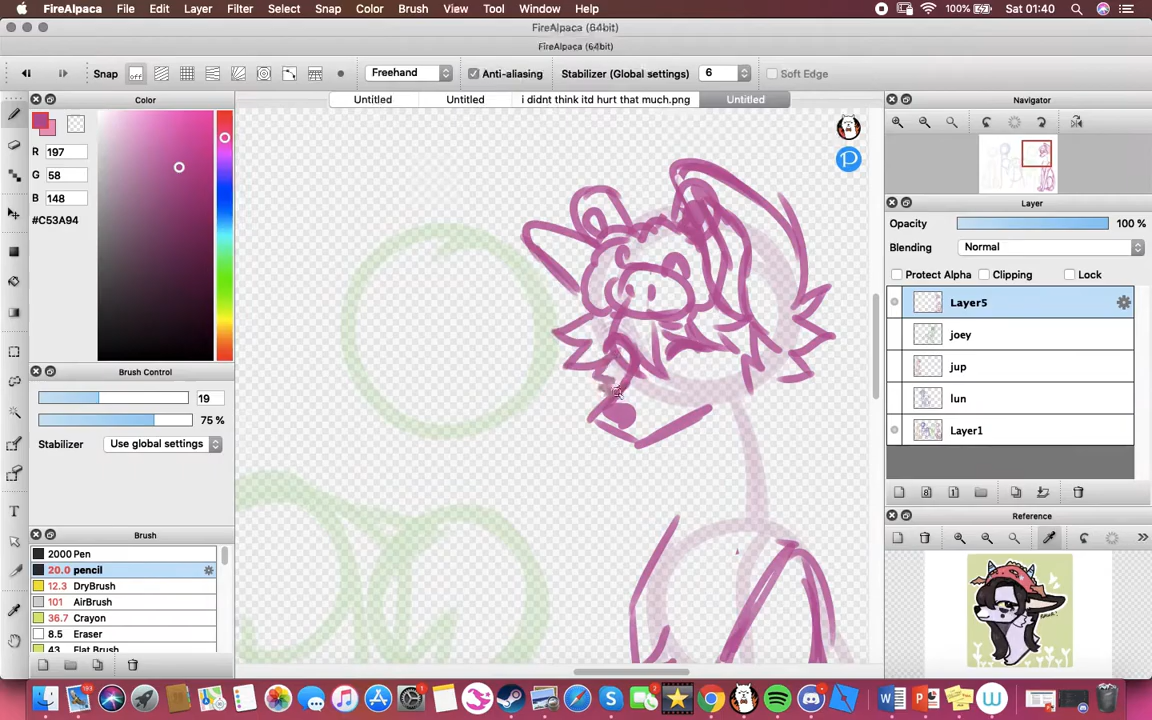 FireAlpaca File Edit Layer Filter Select Snap Color Brush View Tool Window Help 100% Sat 01:40
FireAlpaca (64bit)
FireAlpaca (64bit)
Snap off Freehand Anti-aliasing Stabilizer (Global settings) 6 Soft Edge
Color
Untitled Untitled i didnt think itd hurt that much.png Untitled
Navigator
R 197
G 58
B 148
#C53A94
Layer
Opacity 100 %
Blending Normal
Protect Alpha Clipping Lock
Layer5
joey
jup
lun
Layer1
Brush Control
19
75 %
Stabilizer Use global settings
Reference
Brush
2000 Pen
20.0 pencil
12.3 DryBrush
101 AirBrush
36.7 Crayon
8.5 Eraser
43 Flat Brush